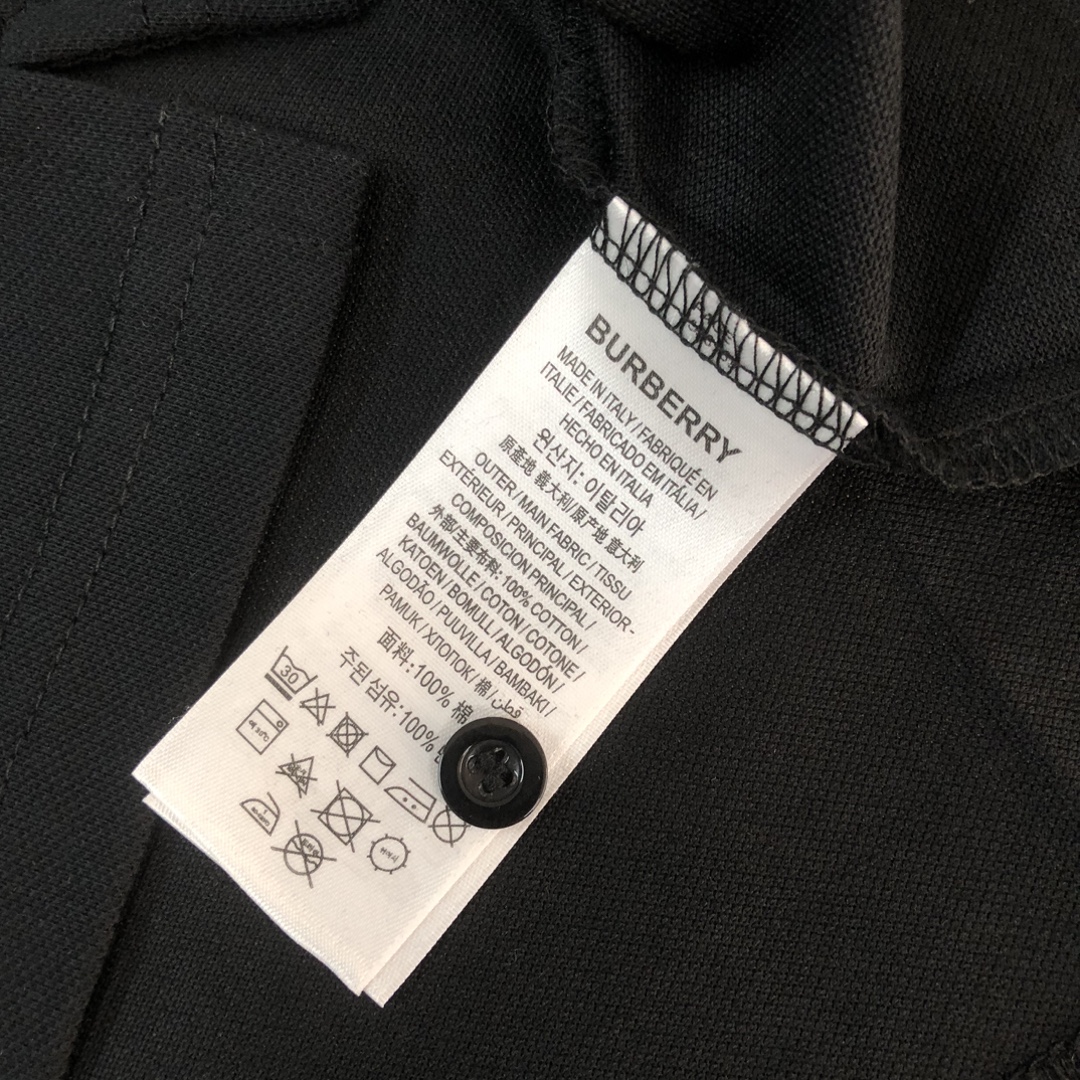 BURBERRY
MADE IN ITALY / FABRIQUÉ EN
ITALIE / FABRICADO EM ITÁLIA /
HECHO EN ITALIA
원산지: 이탈리아
原產地 義大利/原产地 意大利
OUTER / MAIN FABRIC / TISSU
EXTÉRIEUR / PRINCIPAL / EXTERIOR-
COMPOSICION PRINCIPAL /
外部/主要布料: 100% COTTON /
BAUMWOLLE / COTON / COTONE /
KATOEN / BOMULL / ALGODÓN /
ALGODÃO / PUUVILLA / BAMBAKI /
PAMUK / ХЛОПОК / 棉 / قطن
面料: 100% 棉
주된 섬유: 100%
30